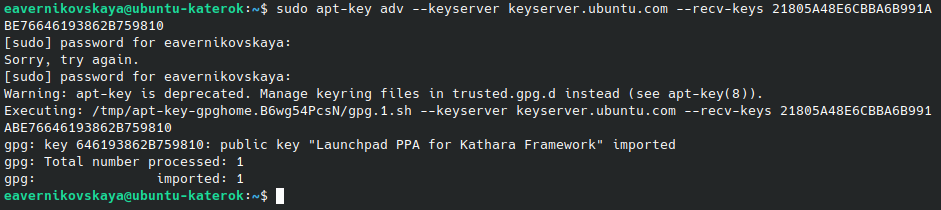 eavernikovskaya@ubuntu-katerok:~$ sudo apt-key adv --keyserver keyserver.ubuntu.com --recv-keys 21805A48E6CBBA6B991A
BE76646193862B759810
[sudo] password for eavernikovskaya:
Sorry, try again.
[sudo] password for eavernikovskaya:
Warning: apt-key is deprecated. Manage keyring files in trusted.gpg.d instead (see apt-key(8)).
Executing: /tmp/apt-key-gpghome.B6wg54PcsN/gpg.1.sh --keyserver keyserver.ubuntu.com --recv-keys 21805A48E6CBBA6B991
ABE76646193862B759810
gpg: key 646193862B759810: public key "Launchpad PPA for Kathara Framework" imported
gpg: Total number processed: 1
gpg:               imported: 1
eavernikovskaya@ubuntu-katerok:~$